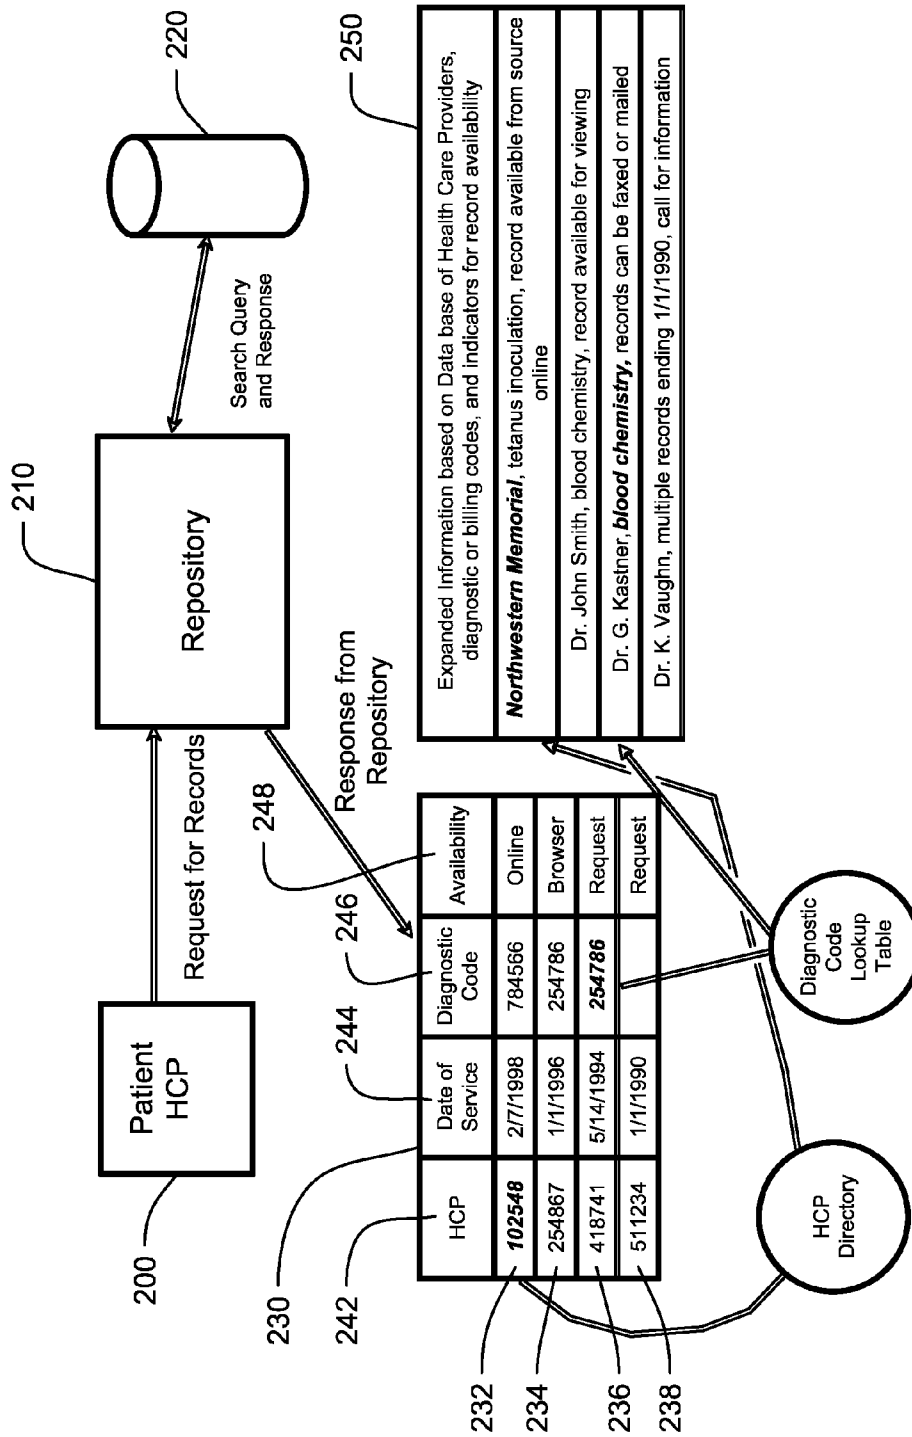 210
220
Patient
HCP
200
Request for Records
Repository
Search Query
and Response
Response from
Repository
230
242
244
246
248
250
HCP
Date of
Service
Diagnostic
Code
Availability
232
102548
2/7/1998
784566
Online
234
254867
1/1/1996
254786
Browser
236
418741
5/14/1994
254786
Request
238
511234
1/1/1990
Request
Expanded Information based on Data base of Health Care Providers,
diagnostic or billing codes, and indicators for record availability
Northwestern Memorial, tetanus inoculation, record available from source
online
Dr. John Smith, blood chemistry, record available for viewing
Dr. G. Kastner, blood chemistry, records can be faxed or mailed
Dr. K. Vaughn, multiple records ending 1/1/1990, call for information
HCP
Directory
Diagnostic
Code
Lookup
Table